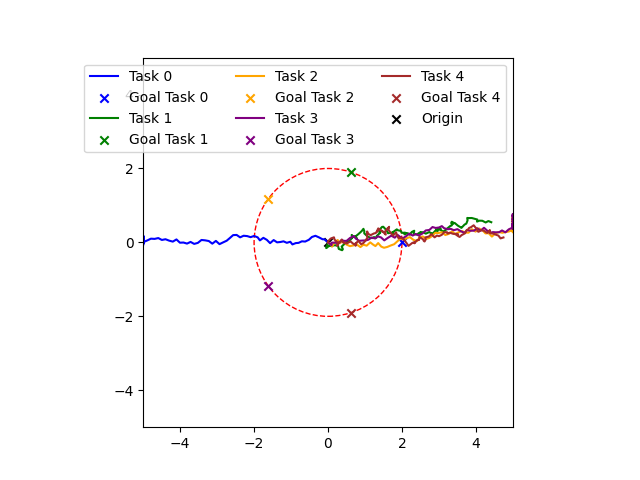 Task 0
Goal Task 0
Task 1
Goal Task 1
Task 2
Goal Task 2
Task 3
Goal Task 3
Task 4
Goal Task 4
Origin
4
2
0
−2
−4
−4
−2
0
2
4